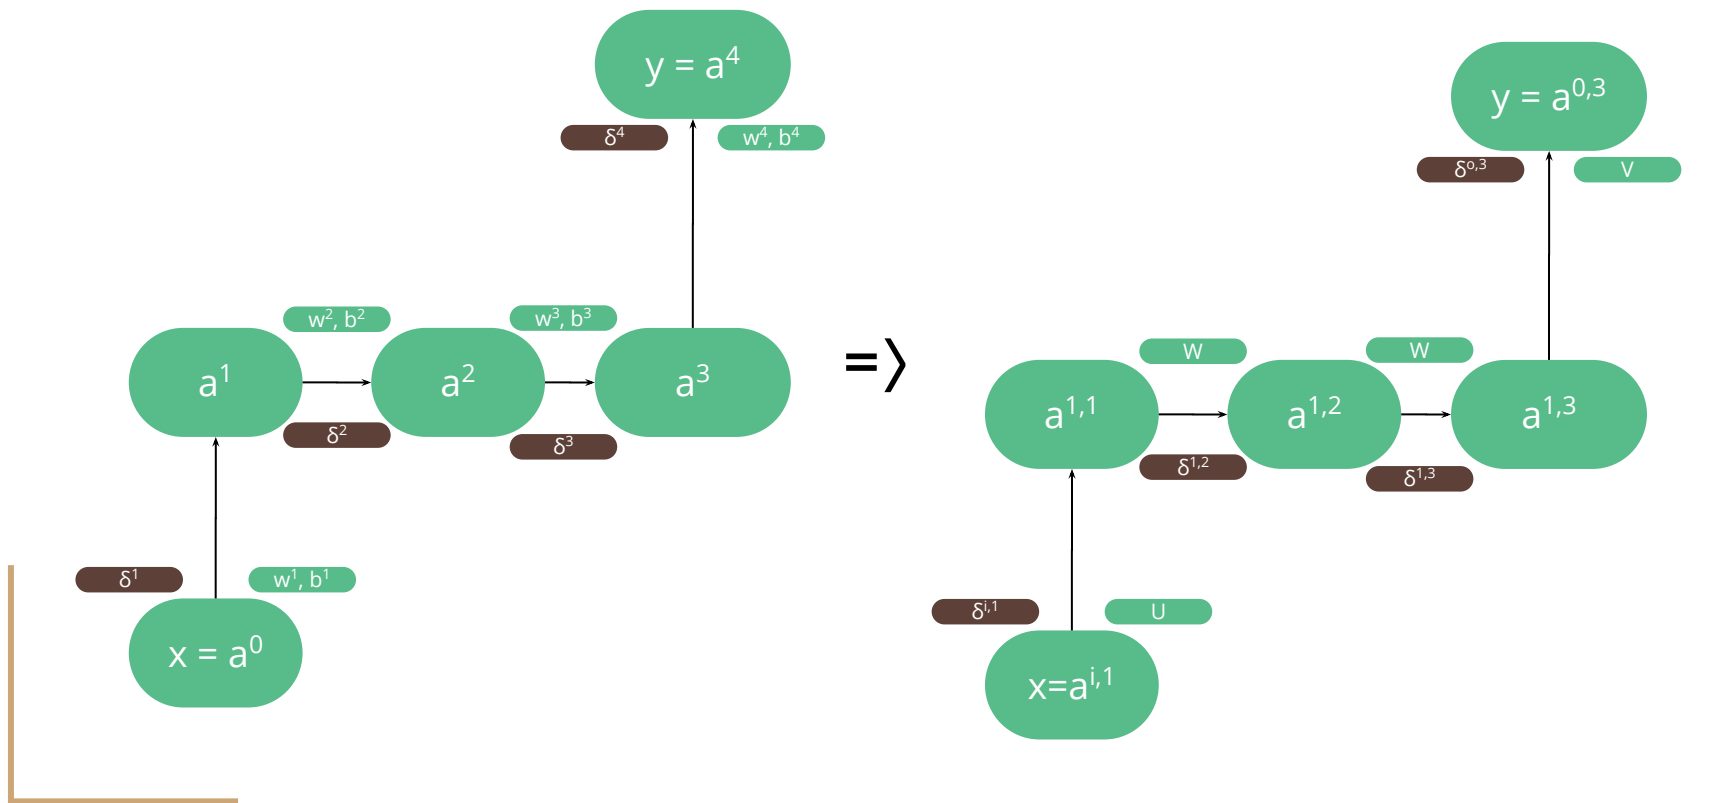 y = a⁴
δ⁴
w⁴, b⁴
w², b²
w³, b³
a¹
a²
a³
δ²
δ³
δ¹
w¹, b¹
x = a⁰
=⟩
y = a⁰˒³
δᵒ˒³
V
W
W
a¹˒¹
a¹˒²
a¹˒³
δ¹˒²
δ¹˒³
δⁱ˒¹
U
x=aⁱ˒¹